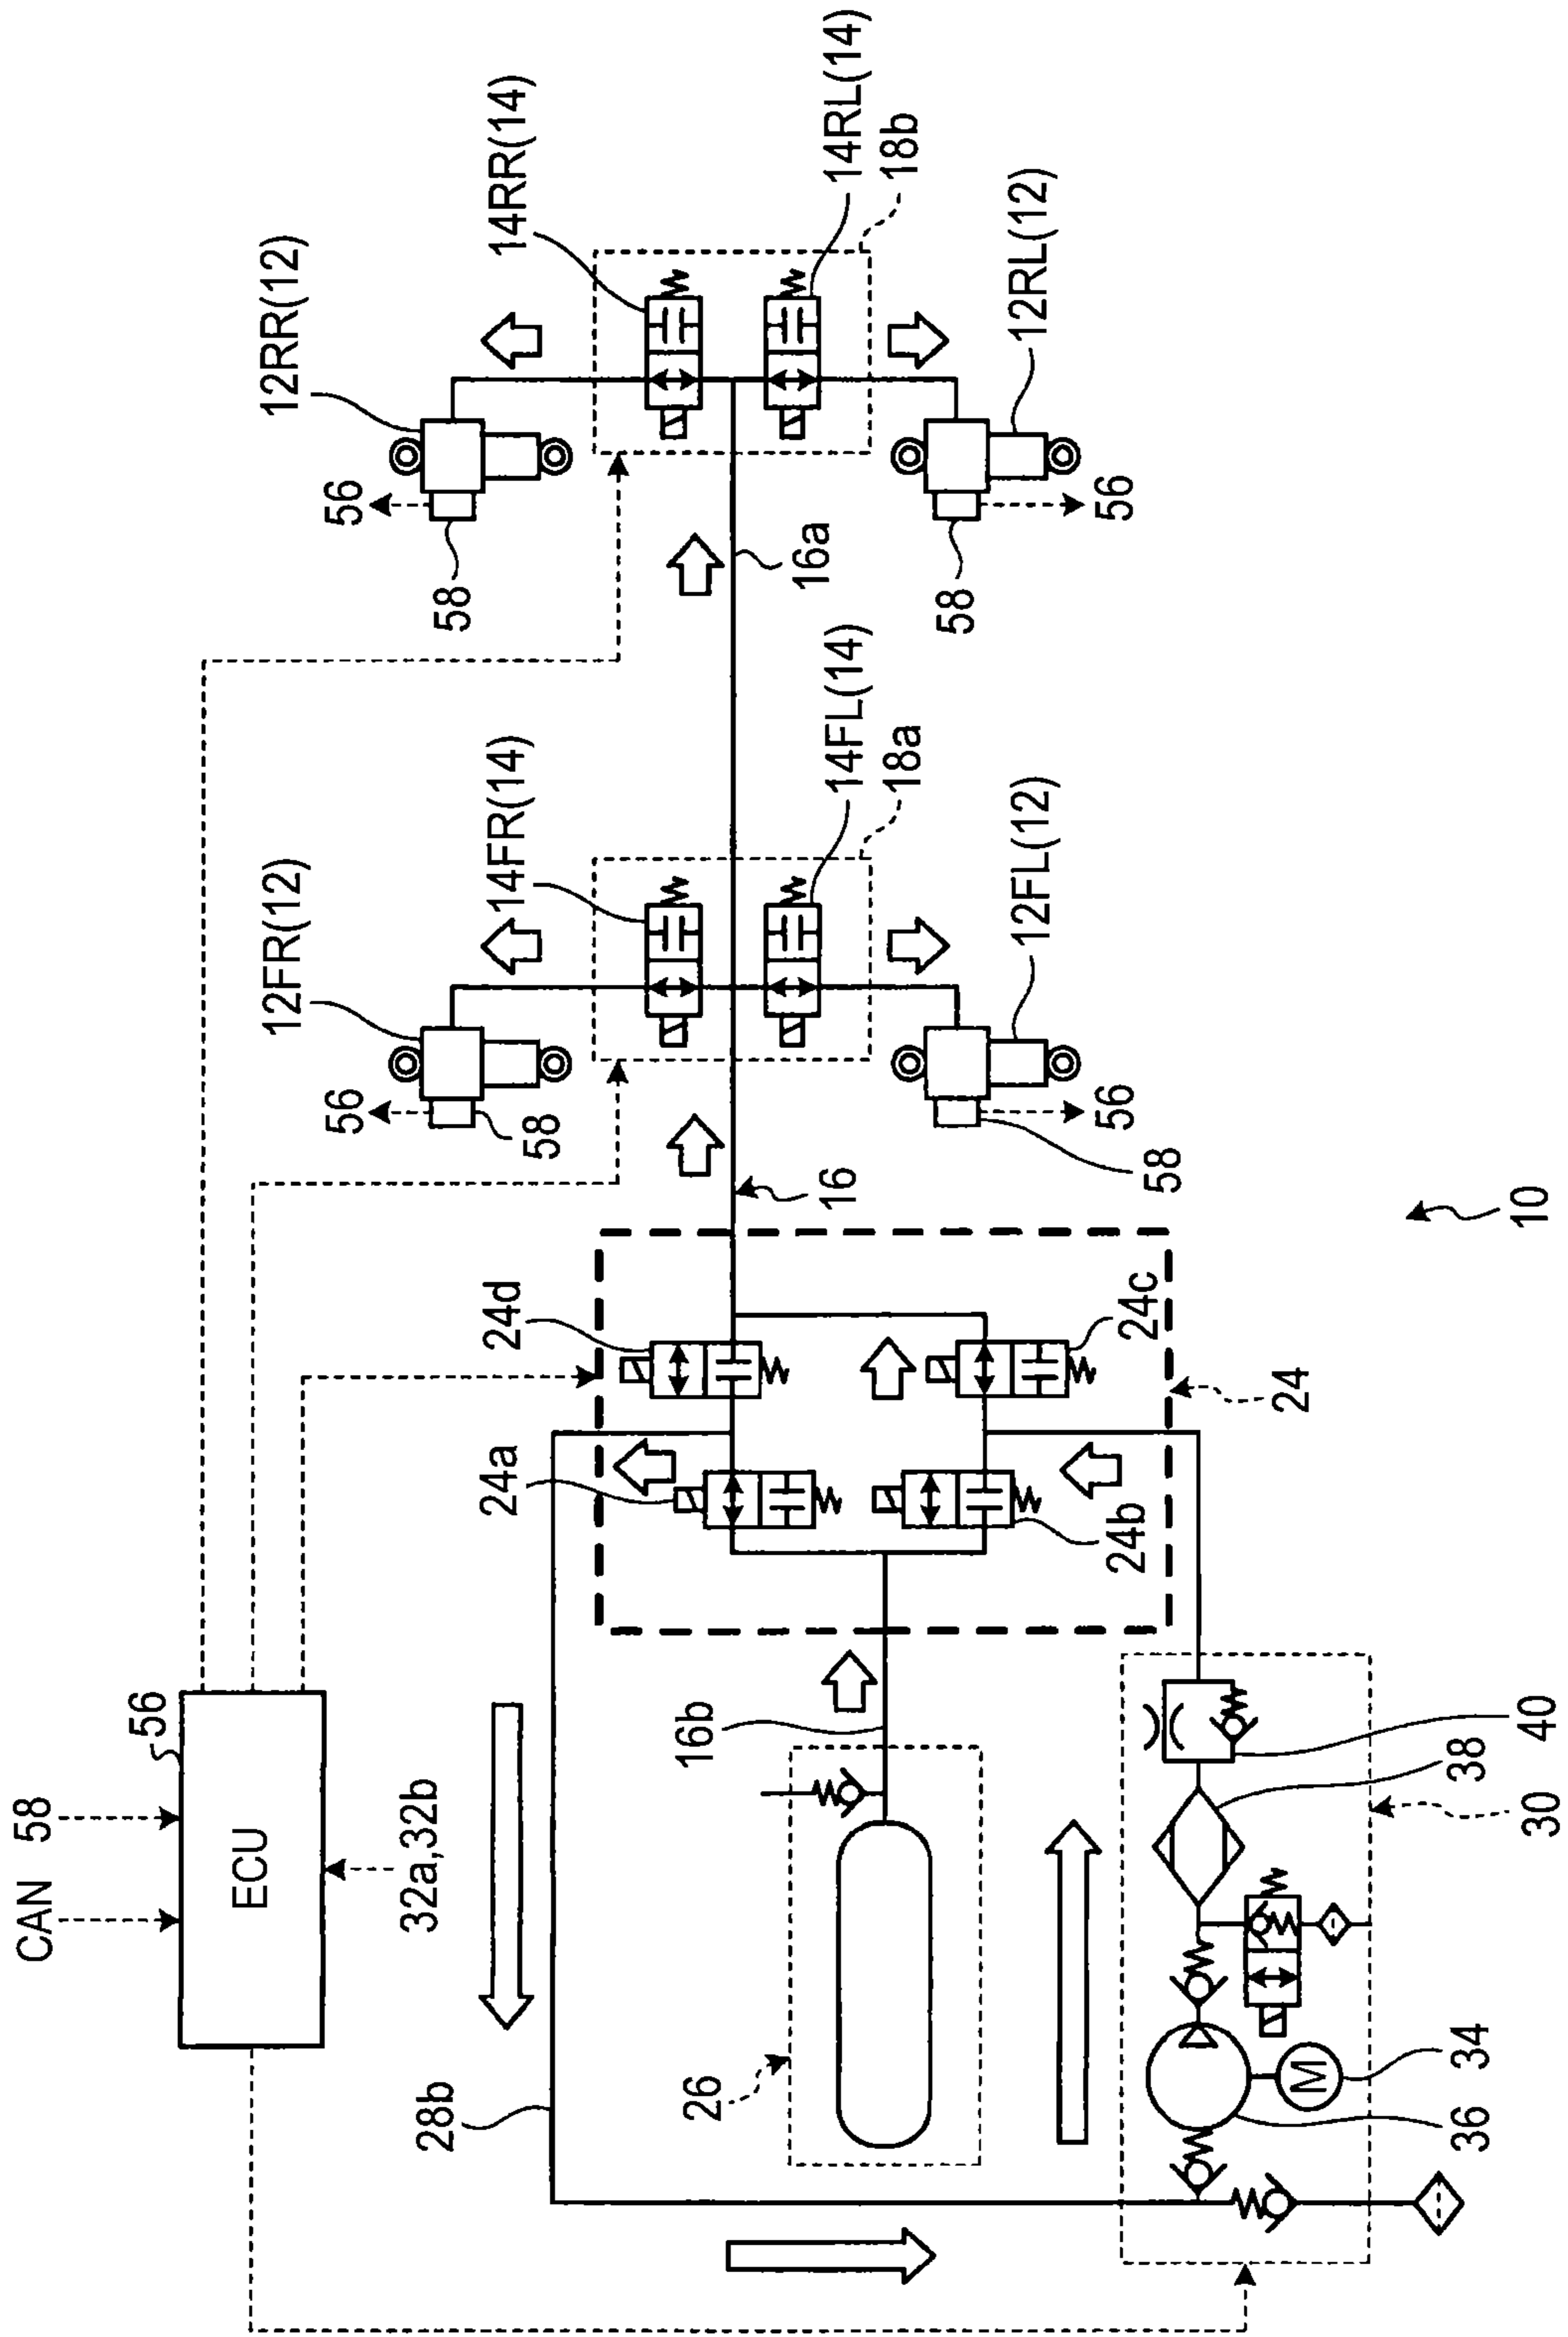 CAN
58
56
ECU
32a,32b
12FR(12)
12RR(12)
56
58
56
58
14FR(14)
14RR(14)
28b
24d
24a
16b
16
16a
14FL(14)
18a
14RL(14)
18b
26
58
56
58
56
12FL(12)
12RL(12)
24b
24c
24
36
M
34
38
40
30
10